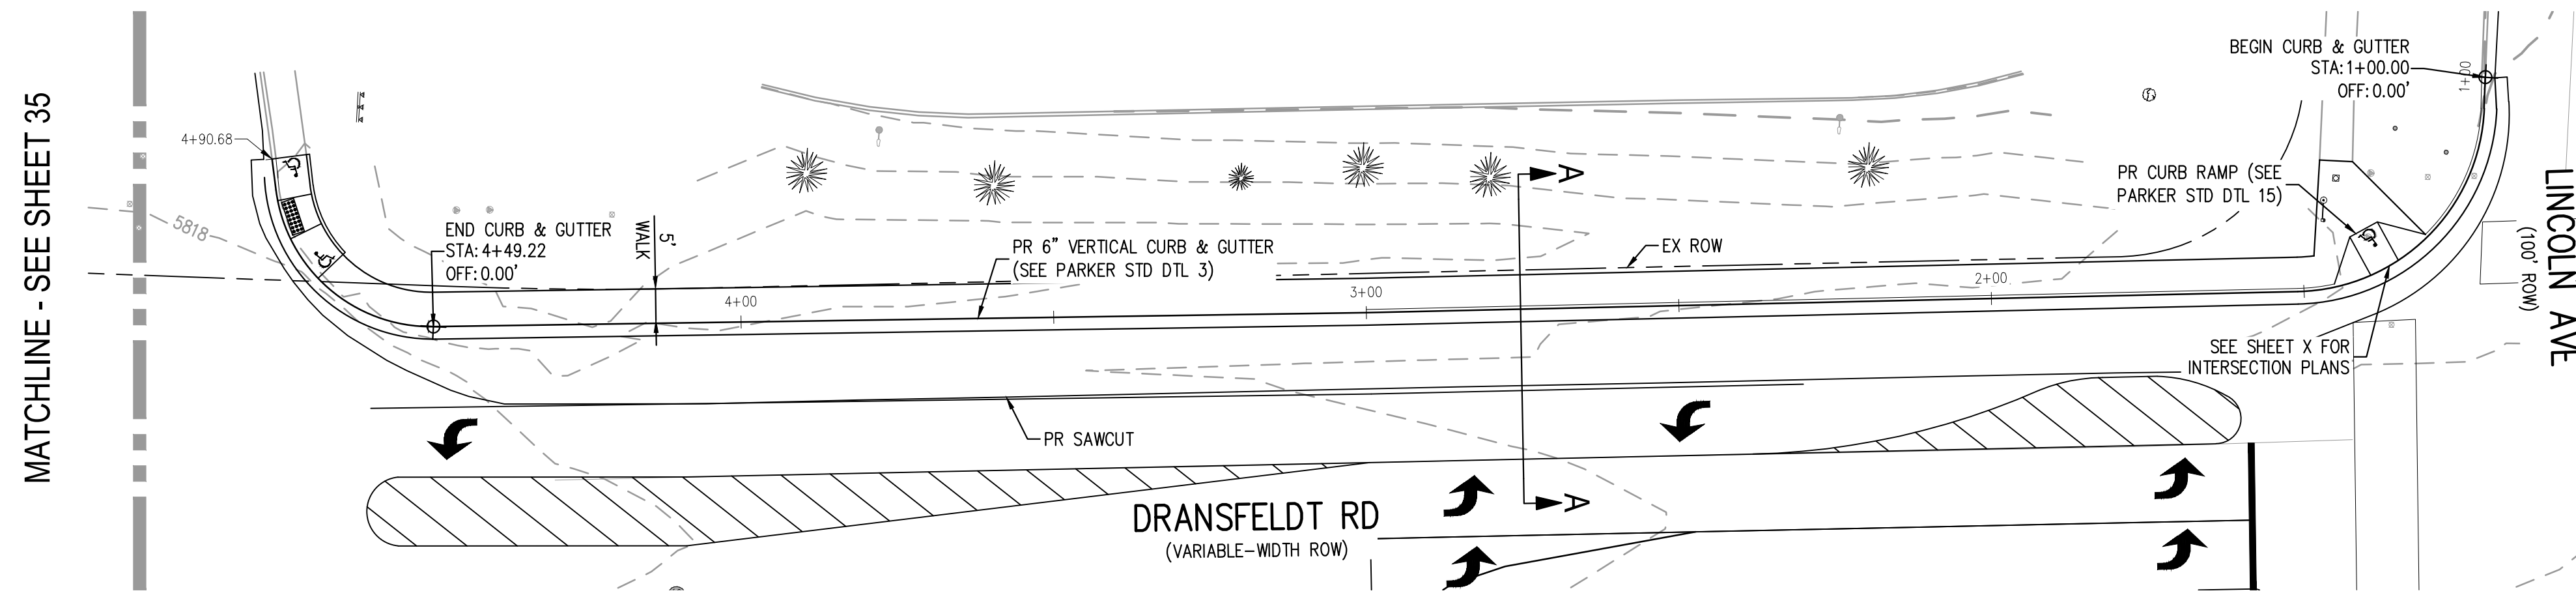 MATCHLINE - SEE SHEET 35
4+90.68
5818
END CURB & GUTTER
STA: 4+49.22
OFF: 0.00'
5'
WALK
4+00
PR 6" VERTICAL CURB & GUTTER
(SEE PARKER STD DTL 3)
3+00
A
A
EX ROW
2+00
PR SAWCUT
DRANSFELDT RD
(VARIABLE-WIDTH ROW)
BEGIN CURB & GUTTER
STA:1+00.00
OFF: 0.00'
1+00
PR CURB RAMP (SEE
PARKER STD DTL 15)
SEE SHEET X FOR
INTERSECTION PLANS
LINCOLN AVE
(100' ROW)